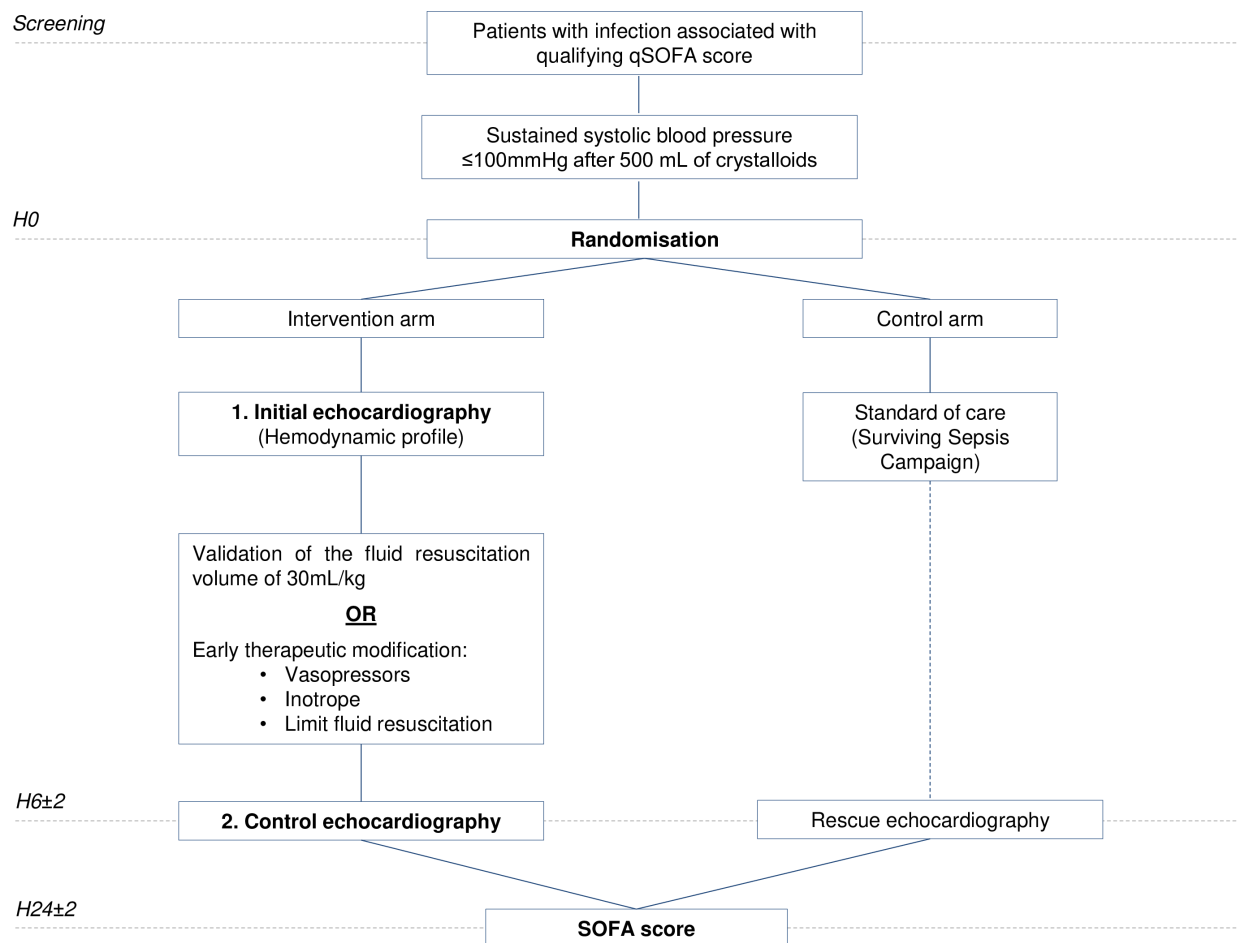 Screening
Patients with infection associated with
qualifying qSOFA score
Sustained systolic blood pressure
≤100mmHg after 500 mL of crystalloids
H0
Randomisation
Intervention arm
Control arm
1. Initial echocardiography
(Hemodynamic profile)
Standard of care
(Surviving Sepsis
Campaign)
Validation of the fluid resuscitation
volume of 30mL/kg
OR
Early therapeutic modification:
• Vasopressors
• Inotrope
• Limit fluid resuscitation
H6±2
2. Control echocardiography
Rescue echocardiography
H24±2
SOFA score